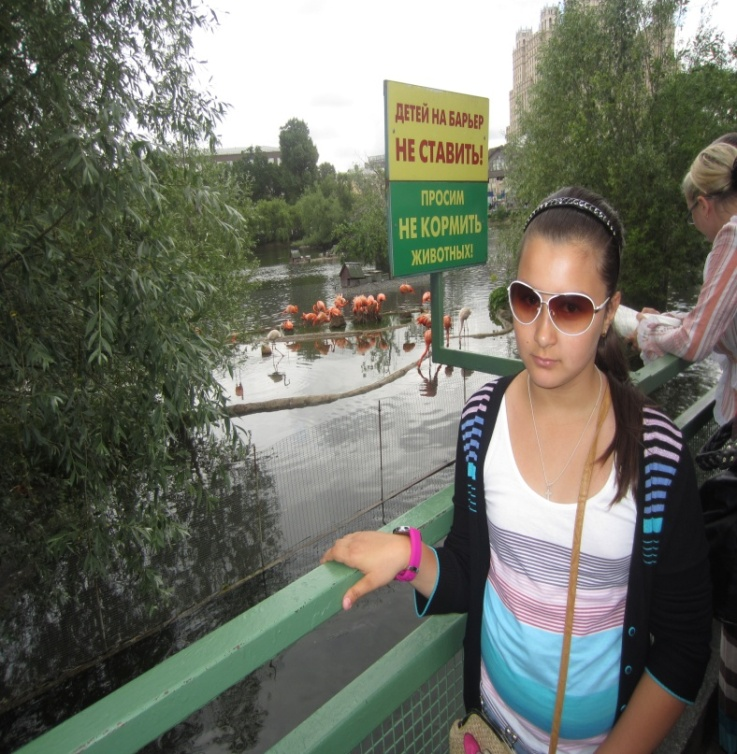 ДЕТЕЙ НА БАРЬЕР
НЕ СТАВИТЬ!
ПРОСИМ
НЕ КОРМИТЬ
ЖИВОТНЫХ!